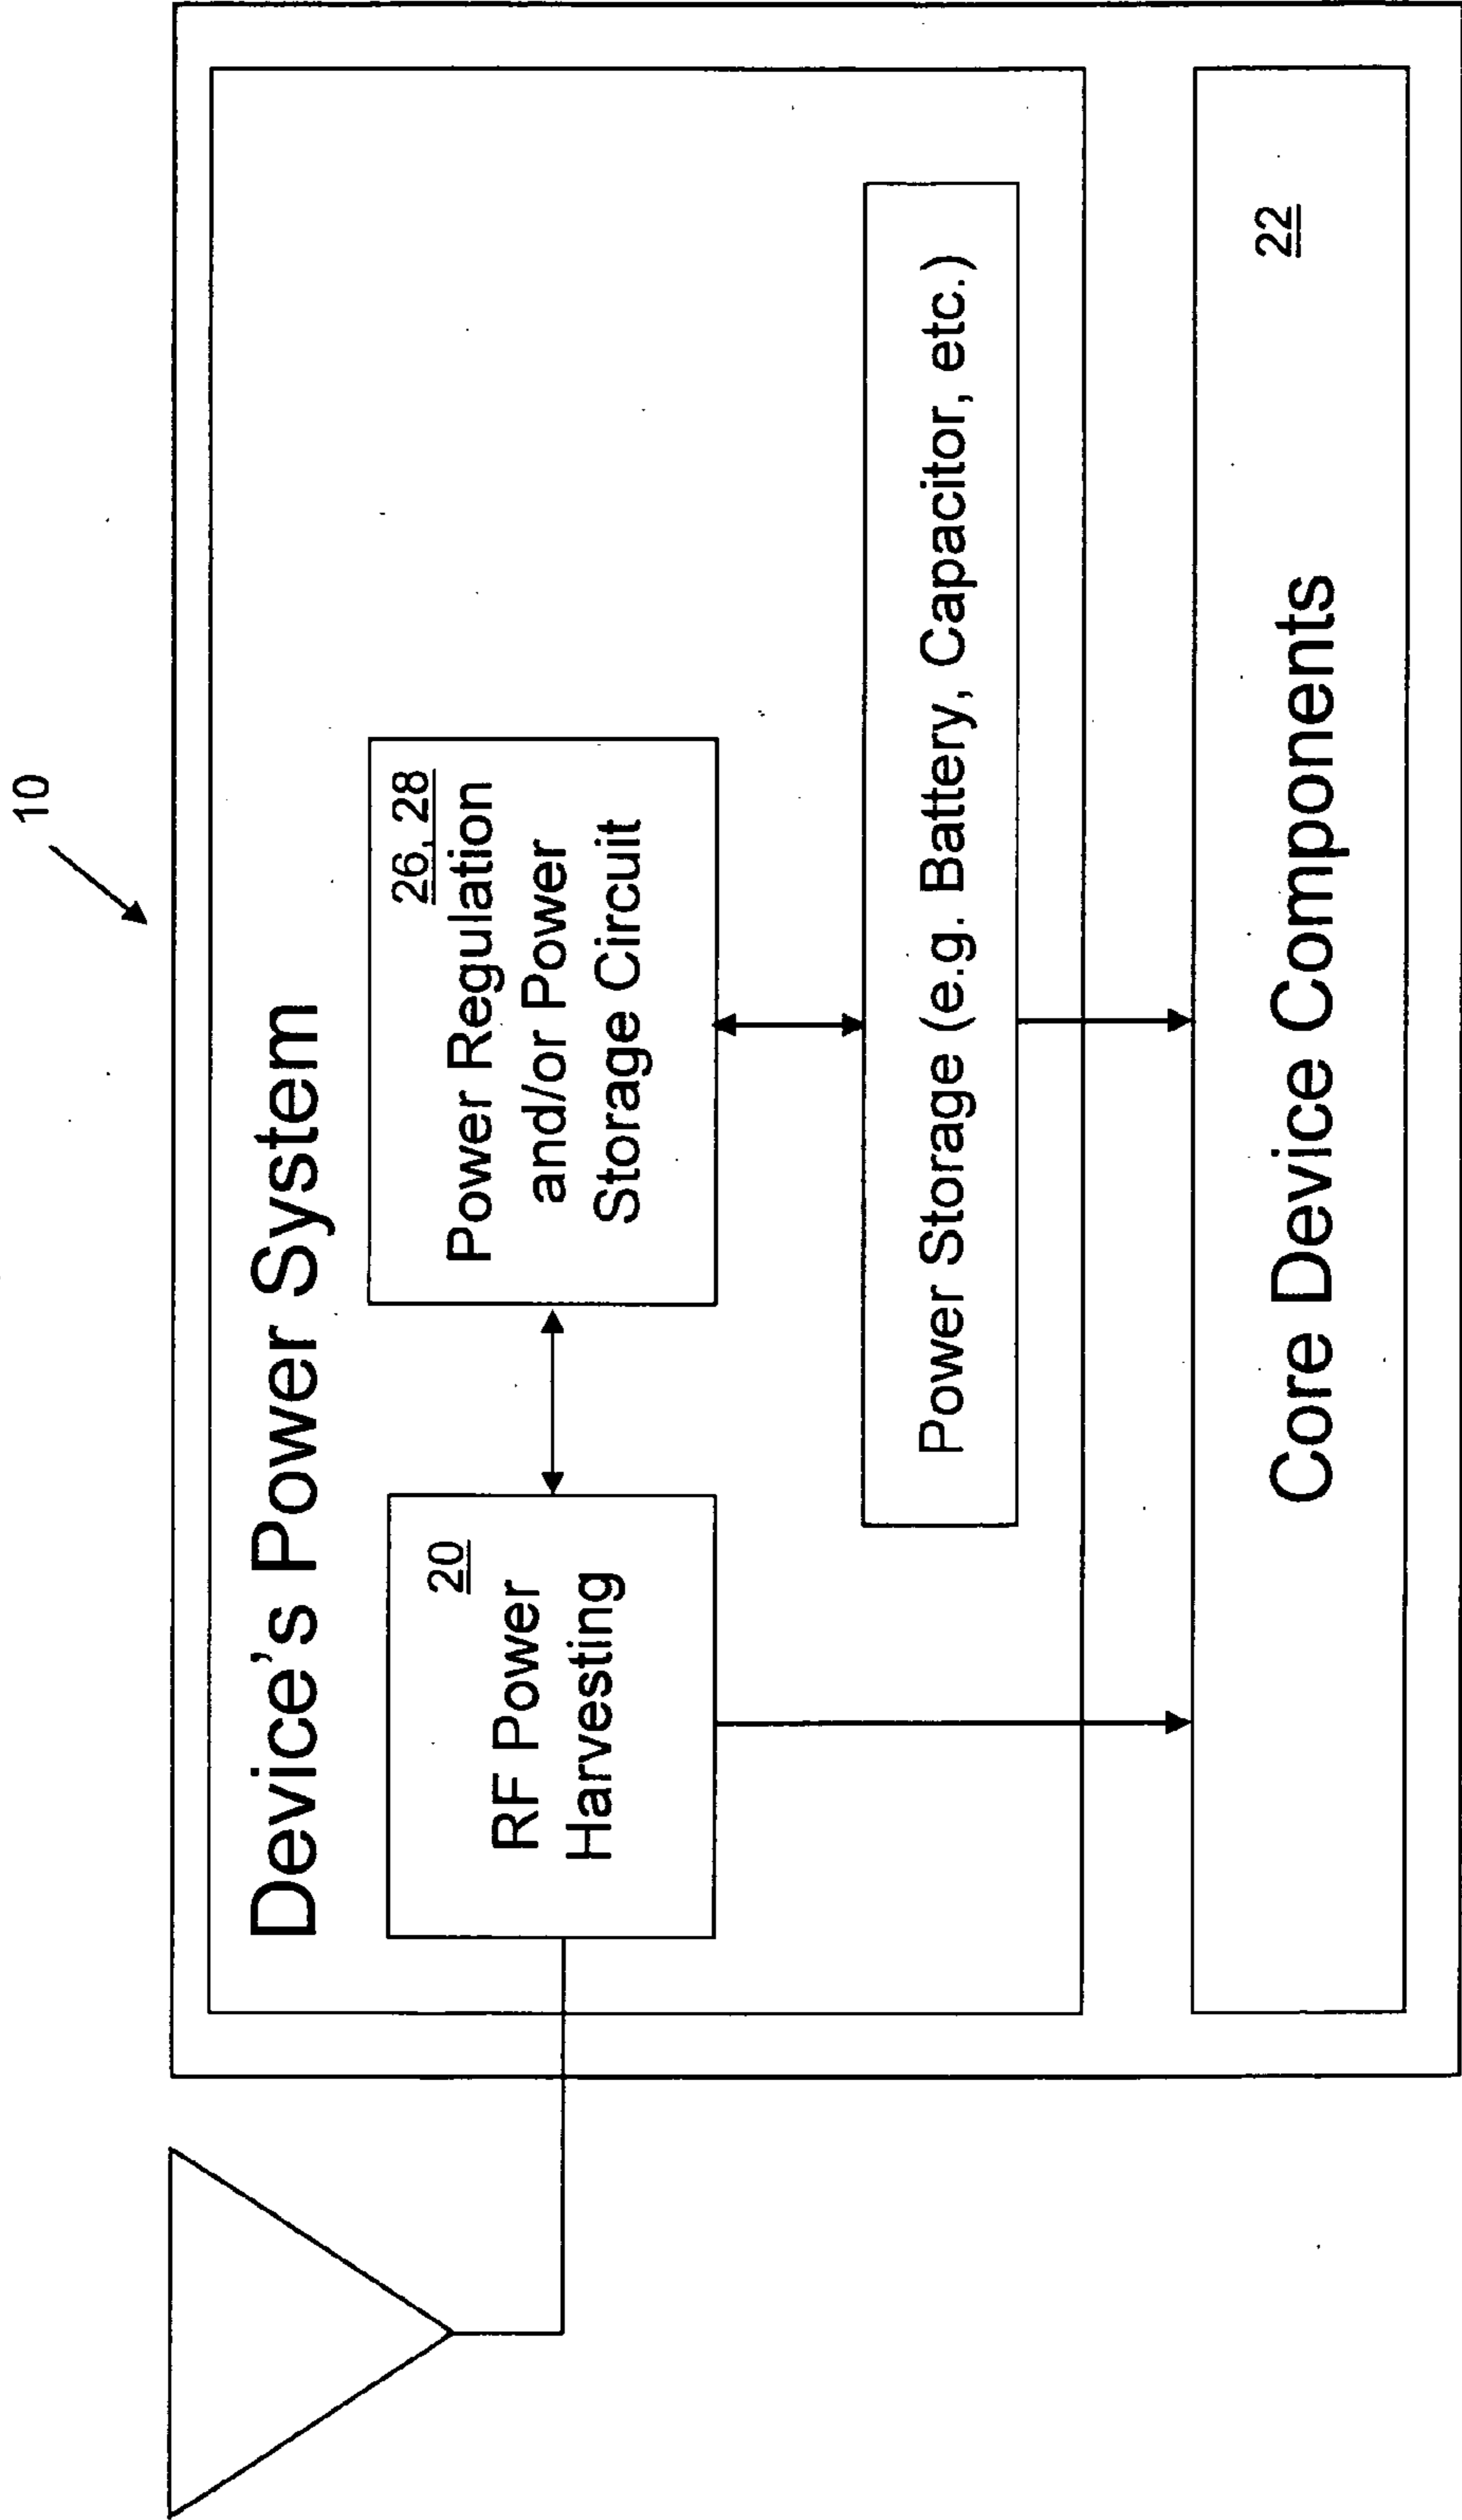 10
Device's Power System
20
RF Power
Harvesting
26, 28
Power Regulation
and/or Power
Storage Circuit
Power Storage (e.g. Battery, Capacitor, etc.)
22
Core Device Components